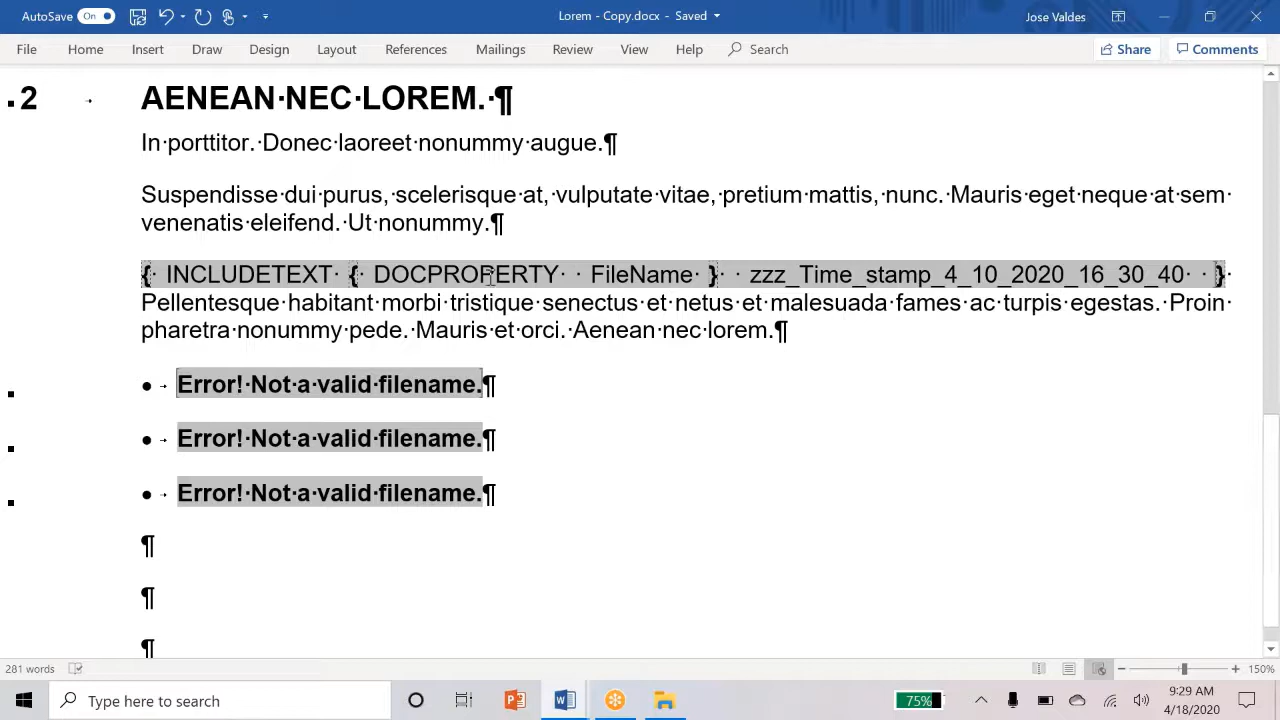 AutoSave On Lorem - Copy.docx - Saved Jose Valdes
File Home Insert Draw Design Layout References Mailings Review View Help Search Share Comments
2 → AENEAN·NEC·LOREM.·¶
In·porttitor.·Donec·laoreet·nonummy·augue.¶
Suspendisse·dui·purus,·scelerisque·at,·vulputate·vitae,·pretium·mattis,·nunc.·Mauris·eget·neque·at·sem·
venenatis·eleifend.·Ut·nonummy.¶
{· INCLUDETEXT· {· DOCPROPERTY· · FileName· }· · zzz_Time_stamp_4_10_2020_16_30_40· · }·
Pellentesque·habitant·morbi·tristique·senectus·et·netus·et·malesuada·fames·ac·turpis·egestas.·Proin·
pharetra·nonummy·pede.·Mauris·et·orci.·Aenean·nec·lorem.¶
● → Error!·Not·a·valid·filename.¶
● → Error!·Not·a·valid·filename.¶
● → Error!·Not·a·valid·filename.¶
¶
¶
¶
281 words 150%
Type here to search 75% 9:29 AM
4/18/2020